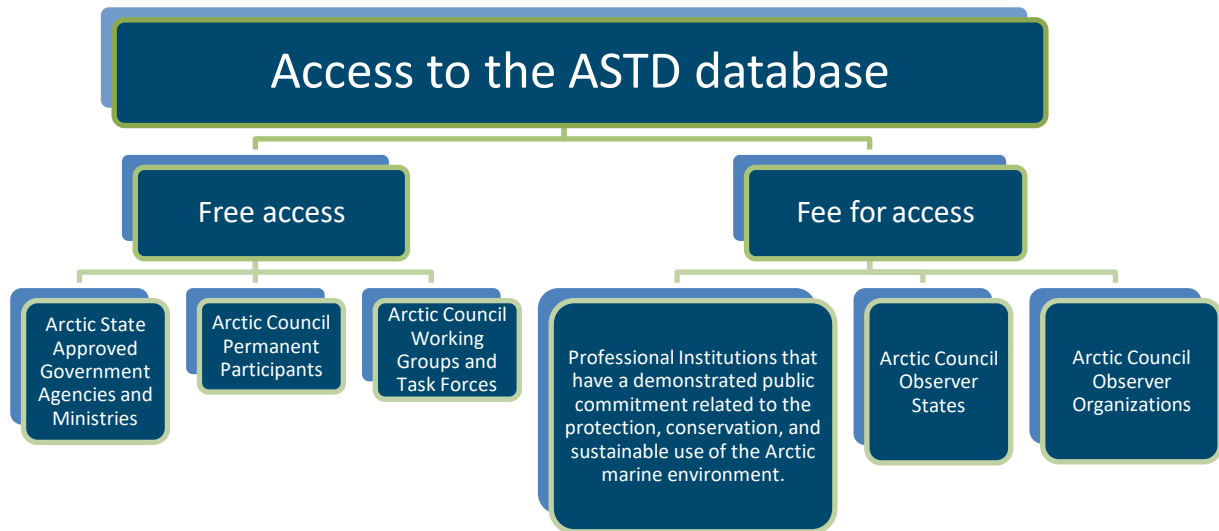 Access to the ASTD database
Free access
Fee for access
Arctic State
Approved
Government
Agencies and
Ministries
Arctic Council
Permanent
Participants
Arctic Council
Working
Groups and
Task Forces
Professional Institutions that
have a demonstrated public
commitment related to the
protection, conservation, and
sustainable use of the Arctic
marine environment.
Arctic Council
Observer
States
Arctic Council
Observer
Organizations